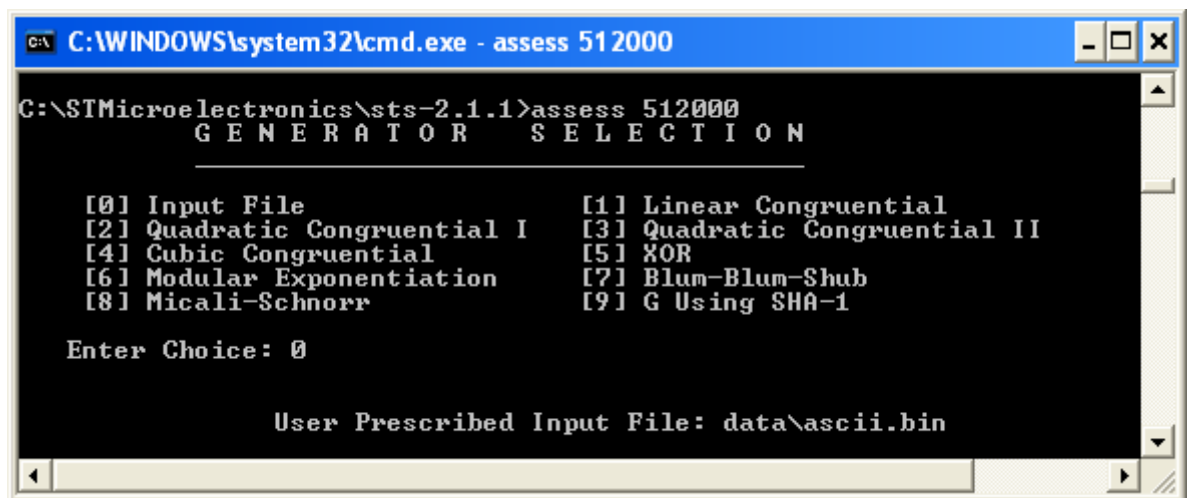 C:\WINDOWS\system32\cmd.exe - assess 512000
C:\STMicroelectronics\sts-2.1.1>assess 512000
G E N E R A T O R S E L E C T I O N
[0] Input File [1] Linear Congruential
[2] Quadratic Congruential I [3] Quadratic Congruential II
[4] Cubic Congruential [5] XOR
[6] Modular Exponentiation [7] Blum-Blum-Shub
[8] Micali-Schnorr [9] G Using SHA-1
Enter Choice: 0
User Prescribed Input File: data\ascii.bin